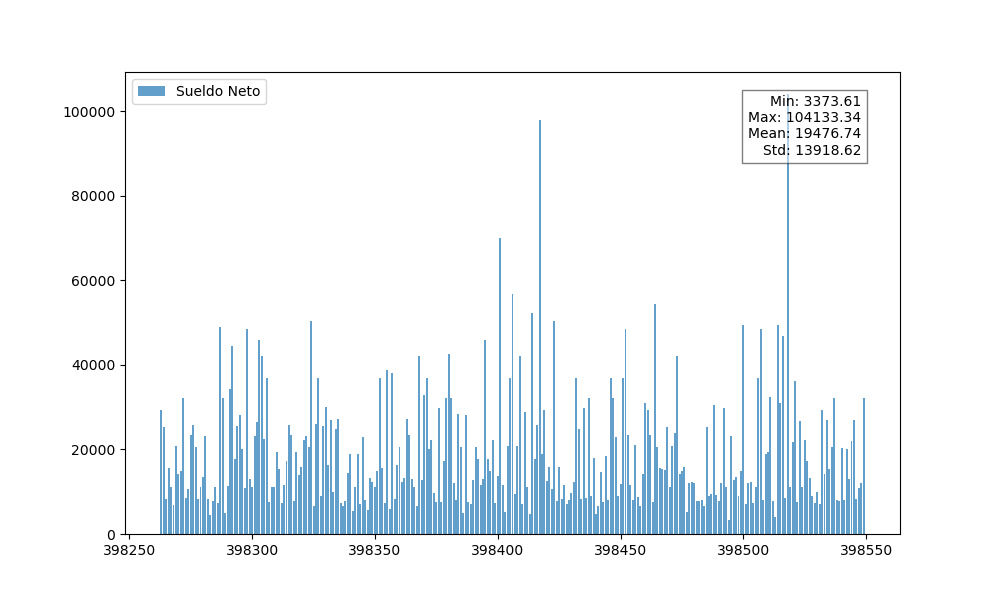 Sueldo Neto
Min: 3373.61
Max: 104133.34
Mean: 19476.74
Std: 13918.62
100000
80000
60000
40000
20000
0
398250 398300 398350 398400 398450 398500 398550